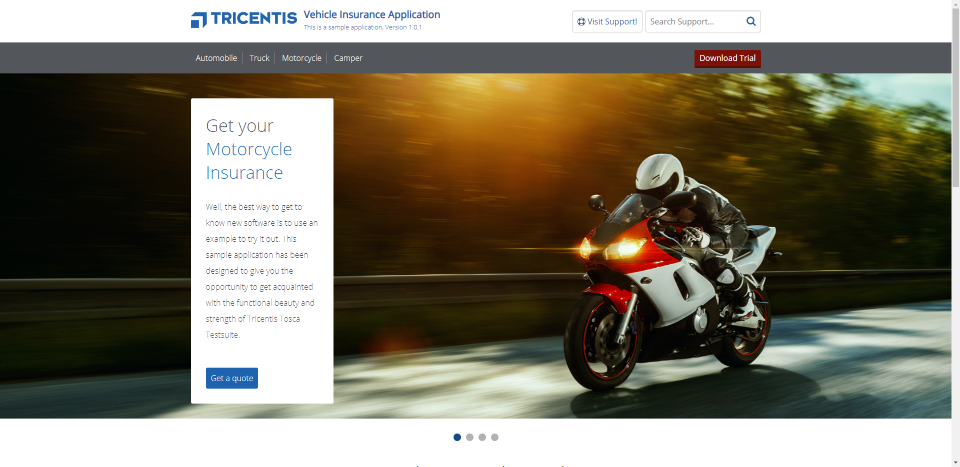 TRICENTIS Vehicle Insurance Application
This is a sample application. Version 1.0.1
Visit Support!
Search Support...
Automobile
Truck
Motorcycle
Camper
Download Trial
Get your
Motorcycle
Insurance
Well, the best way to get to
know new software is to use an
example to try it out. This
sample application has been
designed to give you the
opportunity to get acquainted
with the functional beauty and
strength of Tricentis Tosca
Testsuite.
Get a quote